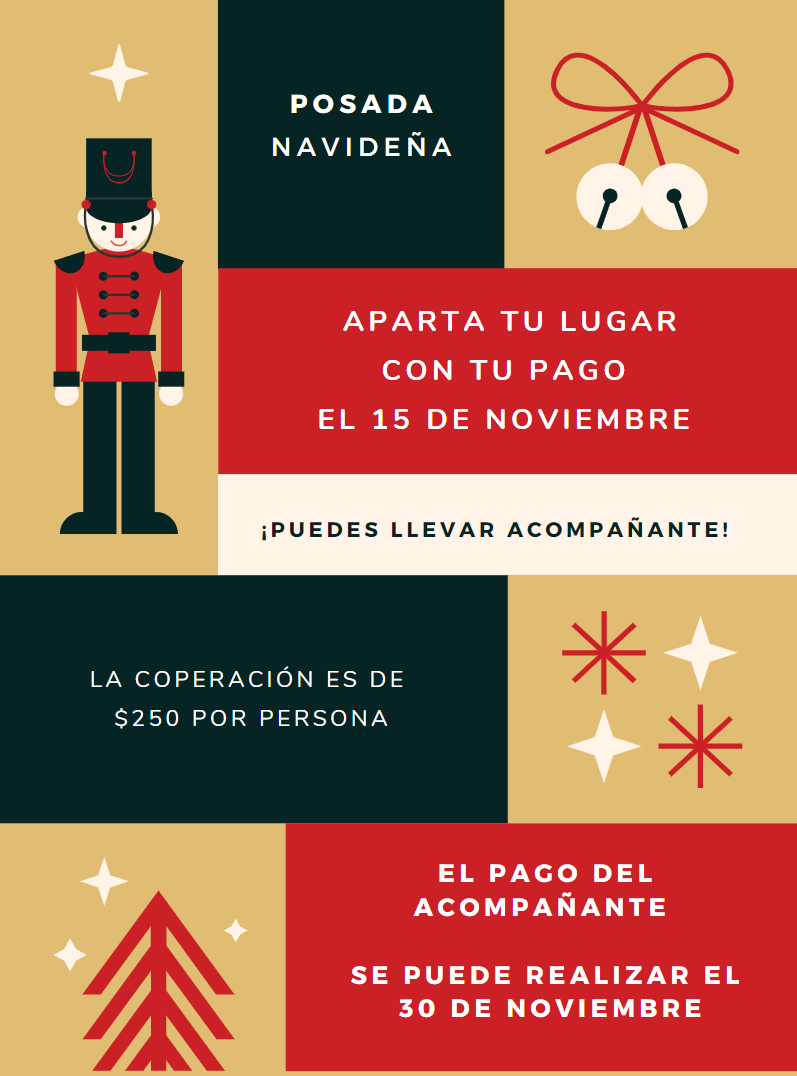 POSADA
NAVIDEÑA
APARTA TU LUGAR
CON TU PAGO
EL 15 DE NOVIEMBRE
¡PUEDES LLEVAR ACOMPAÑANTE!
LA COPERACIÓN ES DE
$250 POR PERSONA
EL PAGO DEL
ACOMPAÑANTE
SE PUEDE REALIZAR EL
30 DE NOVIEMBRE